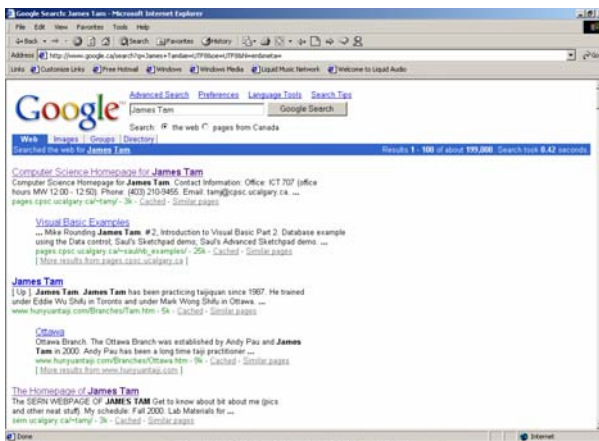 Google Search: James Tam - Microsoft Internet Explorer
File Edit View Favorites Tools Help
Back Search Favorites History
Address http://www.google.ca/search?q=James+Tam
Go
Links Customize Links Free Hotmail Windows Windows Media Liquid Music Network Welcome to Liquid Audio
Google
Advanced Search Preferences Language Tools Search Tips
James Tam Google Search
Search: the web pages from Canada
Web Images Groups Directory
Searched the web for James Tam. Results 1 - 100 of about 199,000. Search took 0.42 seconds.
Computer Science Homepage for James Tam
Computer Science Homepage for James Tam. Contact Information: Office: ICT 707 (office
hours MW 12:00 - 12:50). Phone: (403) 210-9455. Email: tamj@cpsc.ucalgary.ca. ...
pages.cpsc.ucalgary.ca/~tamj/ - 3k - Cached - Similar pages
Visual Basic Examples
... Mike Rounding James Tam. #2, Introduction to Visual Basic Part 2. Database example
using the Data control; Saul's Sketchpad demo; Saul's Advanced Sketchpad demo. ...
pages.cpsc.ucalgary.ca/~saul/vb_examples/ - 25k - Cached - Similar pages
[ More results from pages.cpsc.ucalgary.ca ]
James Tam
[ Up ]. James Tam. James Tam has been practicing taijiquan since 1987. He trained
under Eddie Wu Shifu in Toronto and under Mark Wong Shifu in Ottawa. ...
www.hunyuantaiji.com/Branches/Tam.htm - 5k - Cached - Similar pages
Ottawa
Ottawa Branch. The Ottawa Branch was established by Andy Pau and James
Tam in 2000. Andy Pau has been a long time taiji practitioner ...
www.hunyuantaiji.com/Branches/Ottawa.htm - 9k - Cached - Similar pages
[ More results from www.hunyuantaiji.com ]
The Homepage of James Tam
The SERN WEBPAGE OF JAMES TAM Get to know about bit about me (pics
and other neat stuff). My schedule: Fall 2000. Lab Materials for ...
sern.ucalgary.ca/~tamj/ - 3k - Cached - Similar pages
Done Internet